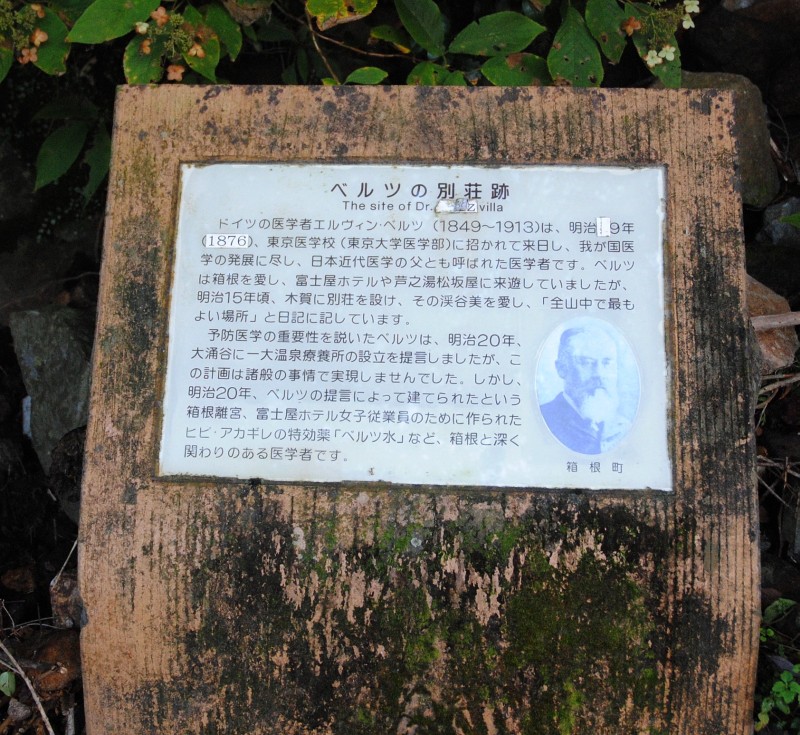 ベルツの別荘跡
The site of Dr. villa
ドイツの医学者エルヴィン・ベルツ(1849～1913)は、明治9年
(1876)、東京医学校(東京大学医学部)に招かれて来日し、我が国医
学の発展に尽し、日本近代医学の父とも呼ばれた医学者です。ベルツ
は箱根を愛し、富士屋ホテルや芦之湯松坂屋に来遊していましたが、
明治15年頃、木賀に別荘を設け、その渓谷美を愛し、「全山中で最も
よい場所」と日記に記しています。
予防医学の重要性を説いたベルツは、明治20年、
大涌谷に一大温泉療養所の設立を提言しましたが、こ
の計画は諸般の事情で実現しませんでした。しかし、
明治20年、ベルツの提言によって建てられたという
箱根離宮、富士屋ホテル女子従業員のために作られた
ヒビ・アカギレの特効薬「ベルツ水」など、箱根と深く
関わりのある医学者です。
箱根町